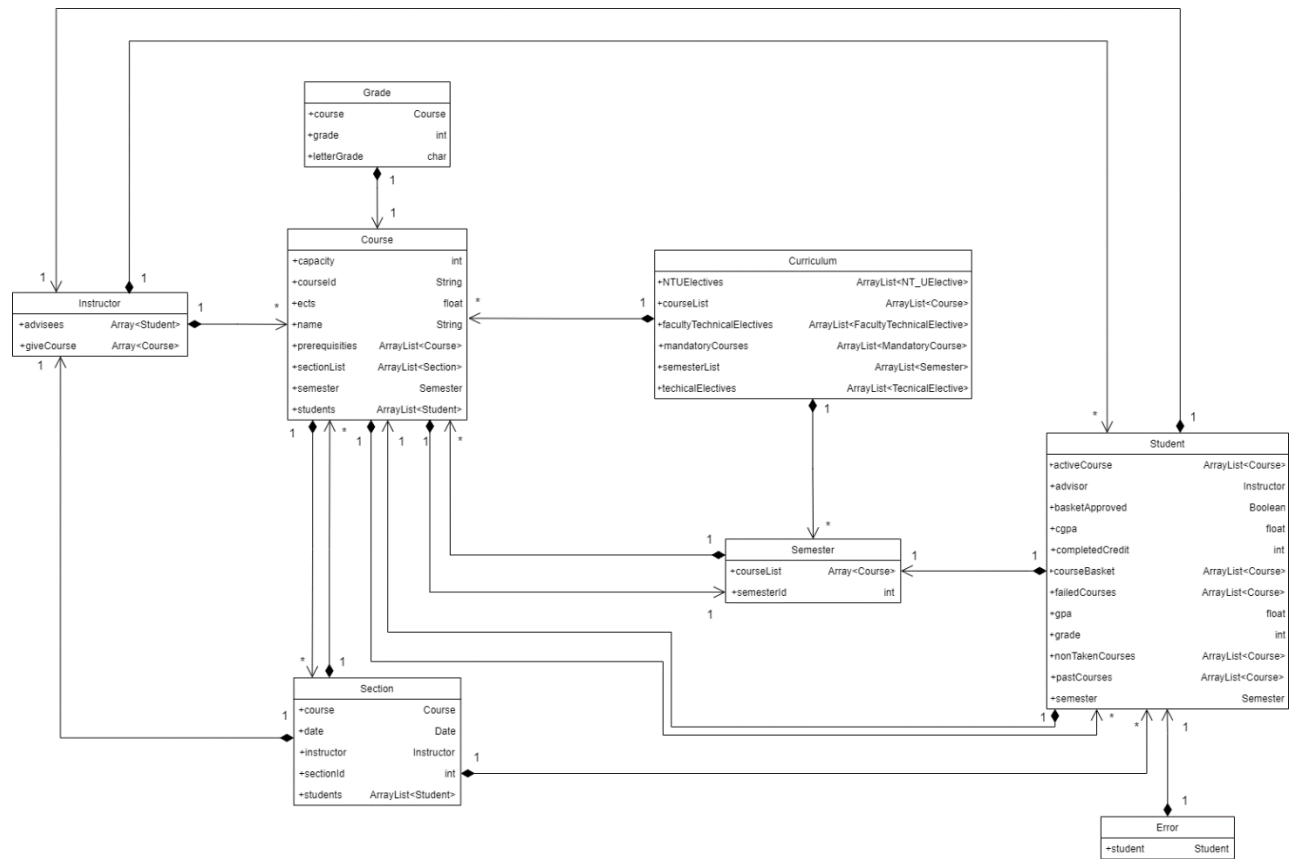 Grade
+course Course
+grade int
+letterGrade char
1
1
Course
+capacity int
+courseId String
+ects float
+name String
+prerequisities ArrayList<Course>
+sectionList ArrayList<Section>
+semester Semester
+students ArrayList<Student>
Curriculum
+NTUElectives ArrayList<NT_UElective>
+courseList ArrayList<Course>
+facultyTechnicalElectives ArrayList<FacultyTechnicalElective>
+mandatoryCourses ArrayList<MandatoryCourse>
+semesterList ArrayList<Semester>
+techicalElectives ArrayList<TecnicalElective>
1 1
Instructor
+advisees Array<Student>
+giveCourse Array<Course>
1 *
1
* 1
1
* 1
Student
+activeCourse ArrayList<Course>
+advisor Instructor
+basketApproved Boolean
+cgpa float
+completedCredit int
+courseBasket ArrayList<Course>
+failedCourses ArrayList<Course>
+gpa float
+grade int
+nonTakenCourses ArrayList<Course>
+pastCourses ArrayList<Course>
+semester Semester
1 * 1 1 1 *
*
Semester
+courseList Array<Course>
+semesterId int
1
1
1 1
* 1
Section
+course Course
+date Date
+instructor Instructor
+sectionId int
+students ArrayList<Student>
1
1
1 * * 1
1
Error
+student Student